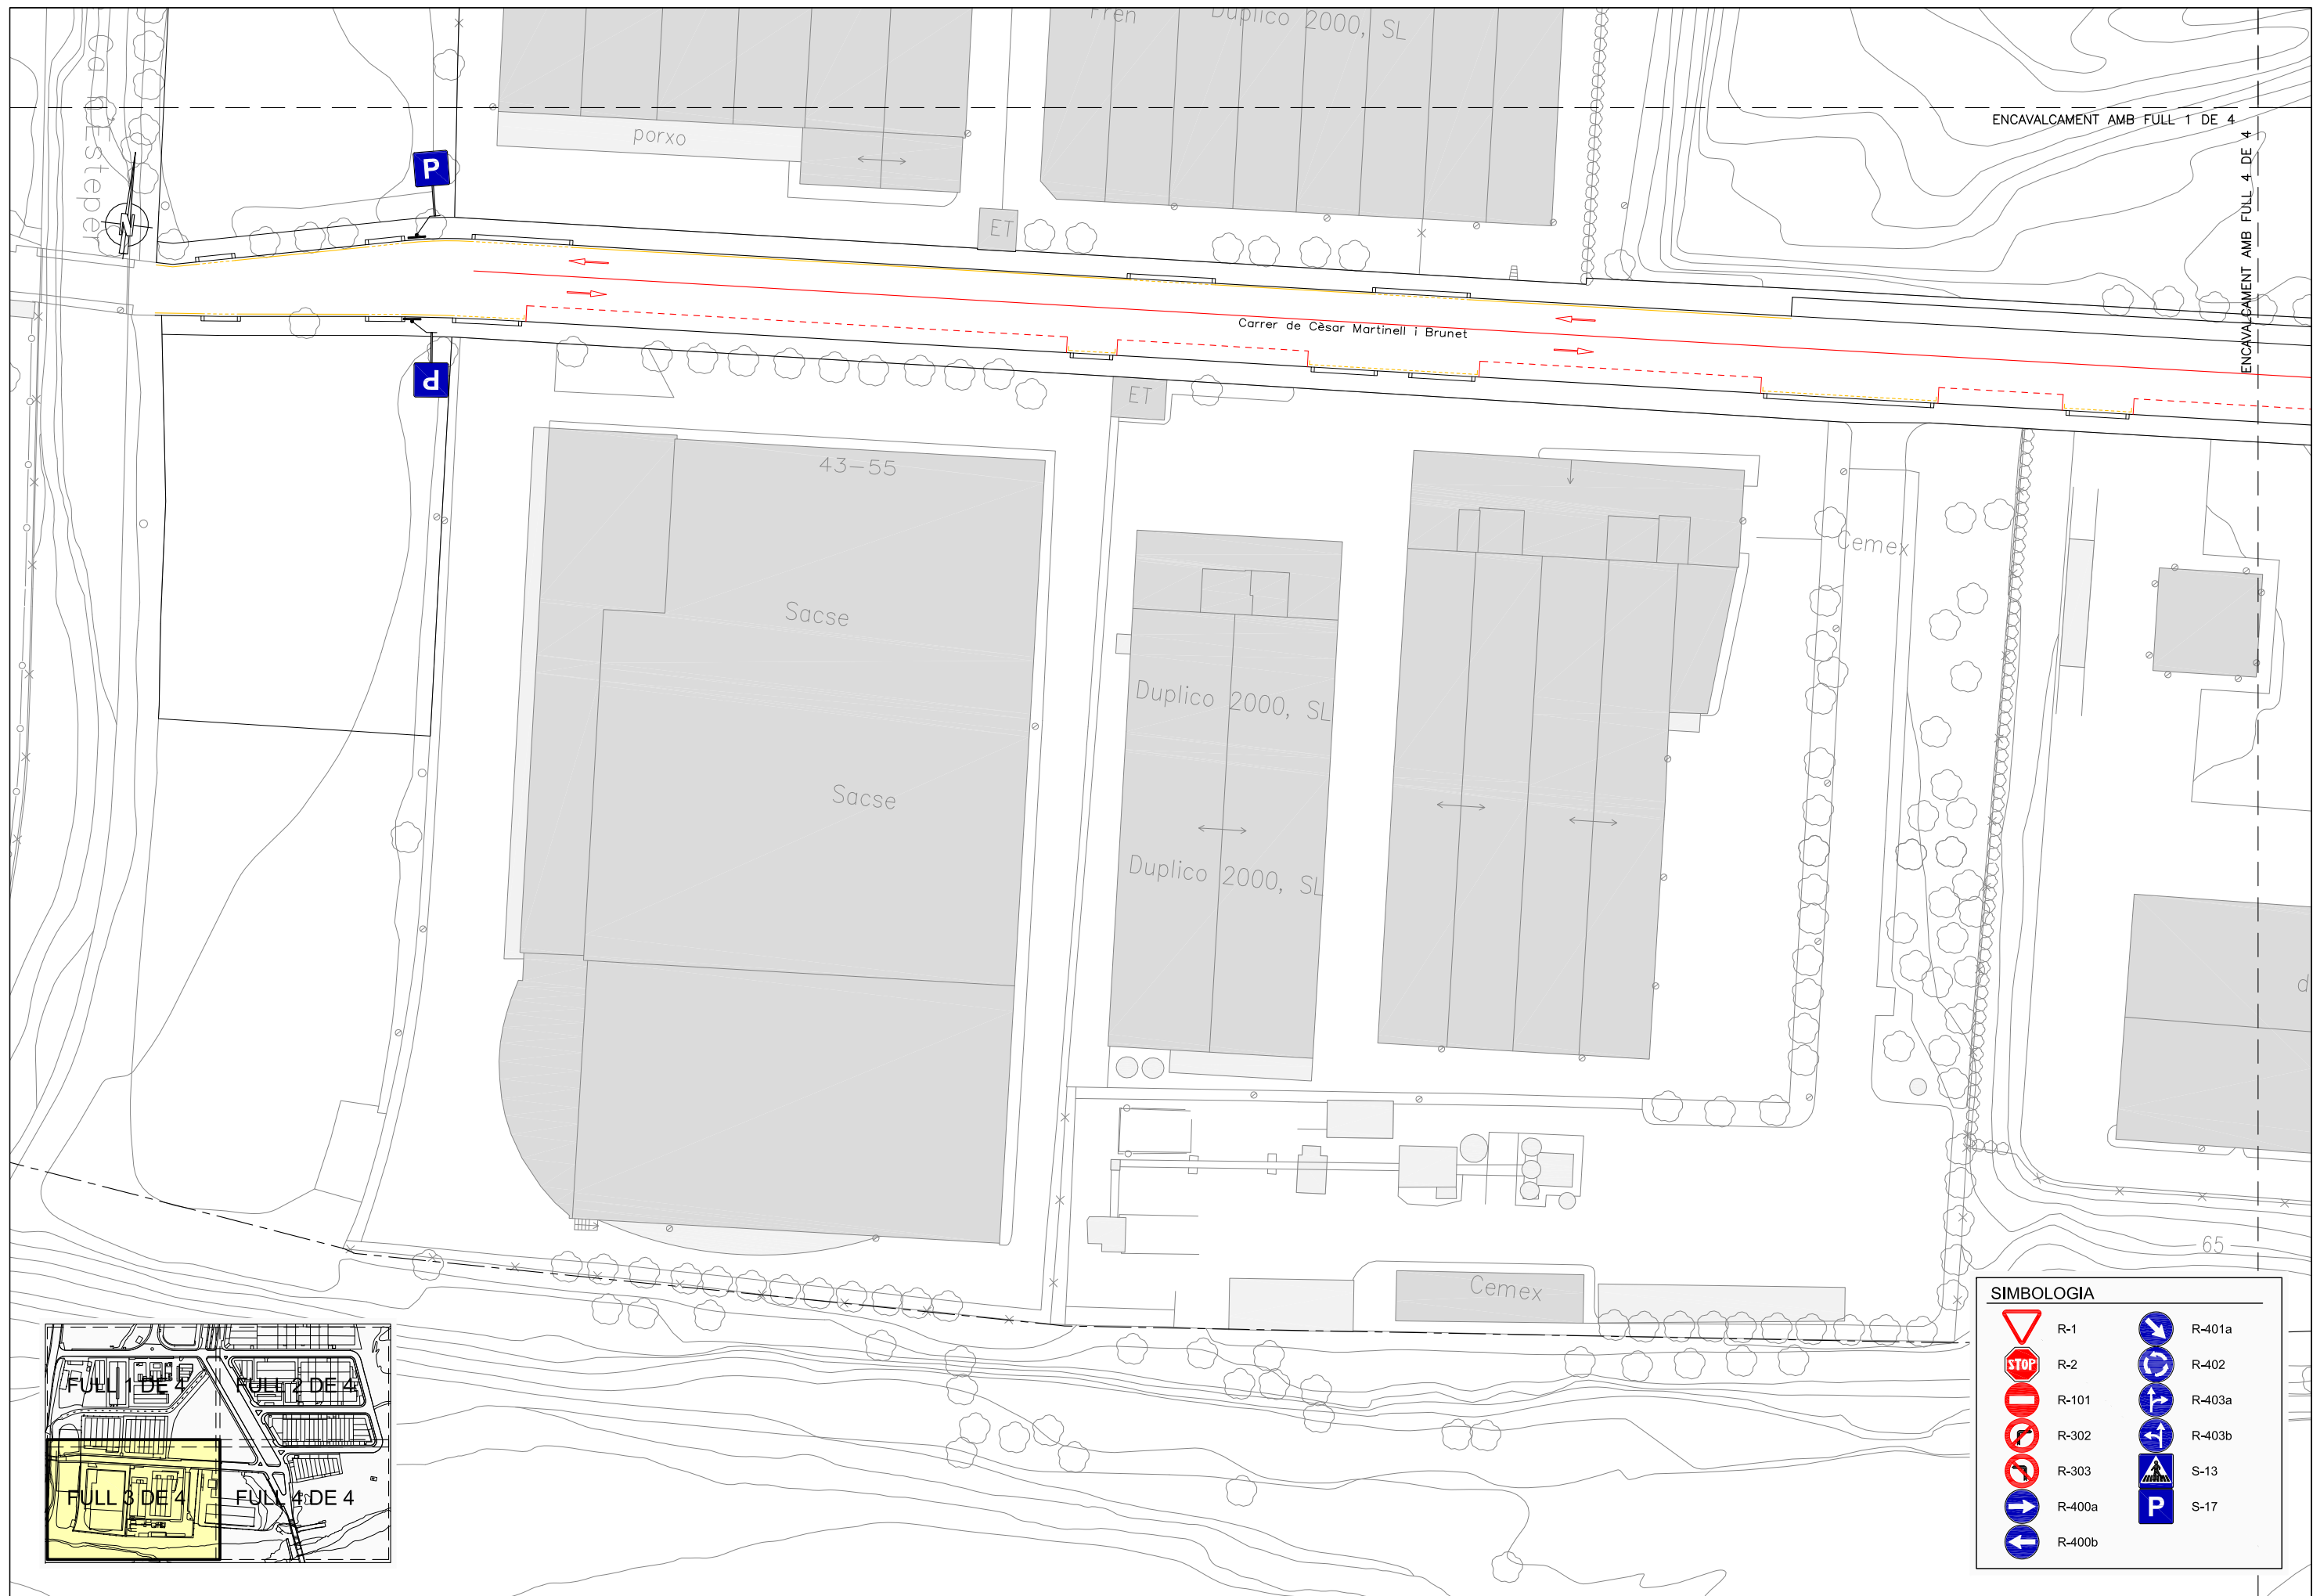 Fren
Duplico 2000, SL
ENCAVALCAMENT AMB FULL 1 DE 4
ENCAVALCAMENT AMB FULL 4 DE 4
porxo
P
N
ET
Carrer de Cèsar Martinell i Brunet
P
ET
43-55
Cemex
Sacse
Duplico 2000, SL
Sacse
Duplico 2000, SL
d
65
Cemex
SIMBOLOGIA
R-1
R-401a
STOP
R-2
R-402
R-101
R-403a
R-302
R-403b
R-303
S-13
R-400a
P
S-17
R-400b
FULL 1 DE 4
FULL 2 DE 4
FULL 3 DE 4
FULL 4 DE 4